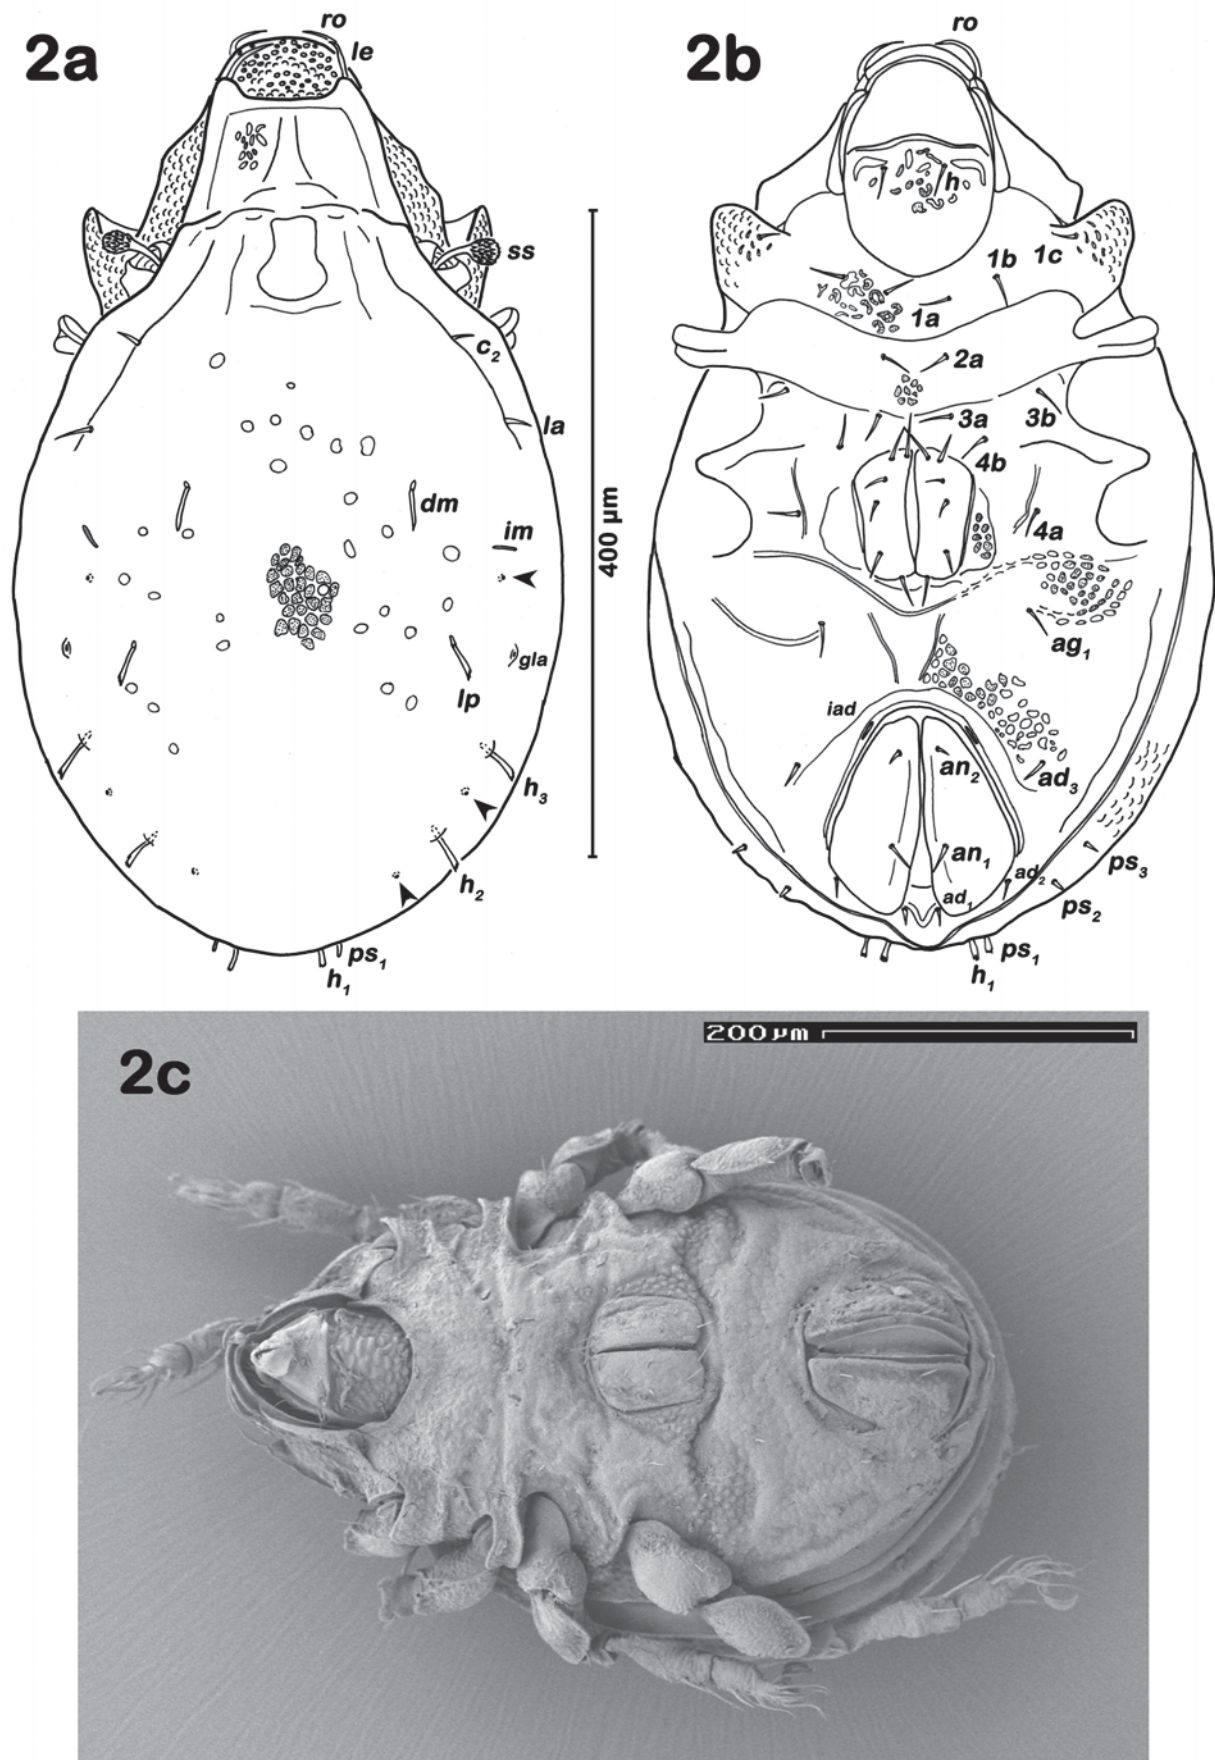 2a
ro
le
ss
c2
la
dm
im
gla
lp
h3
h2
ps1
h1
400 µm
2b
ro
h
1b
1c
1a
2a
3a
3b
4b
4a
ag1
iad
an2
ad3
an1
ad2
ps3
ad1
ps2
ps1
h1
2c
200µm